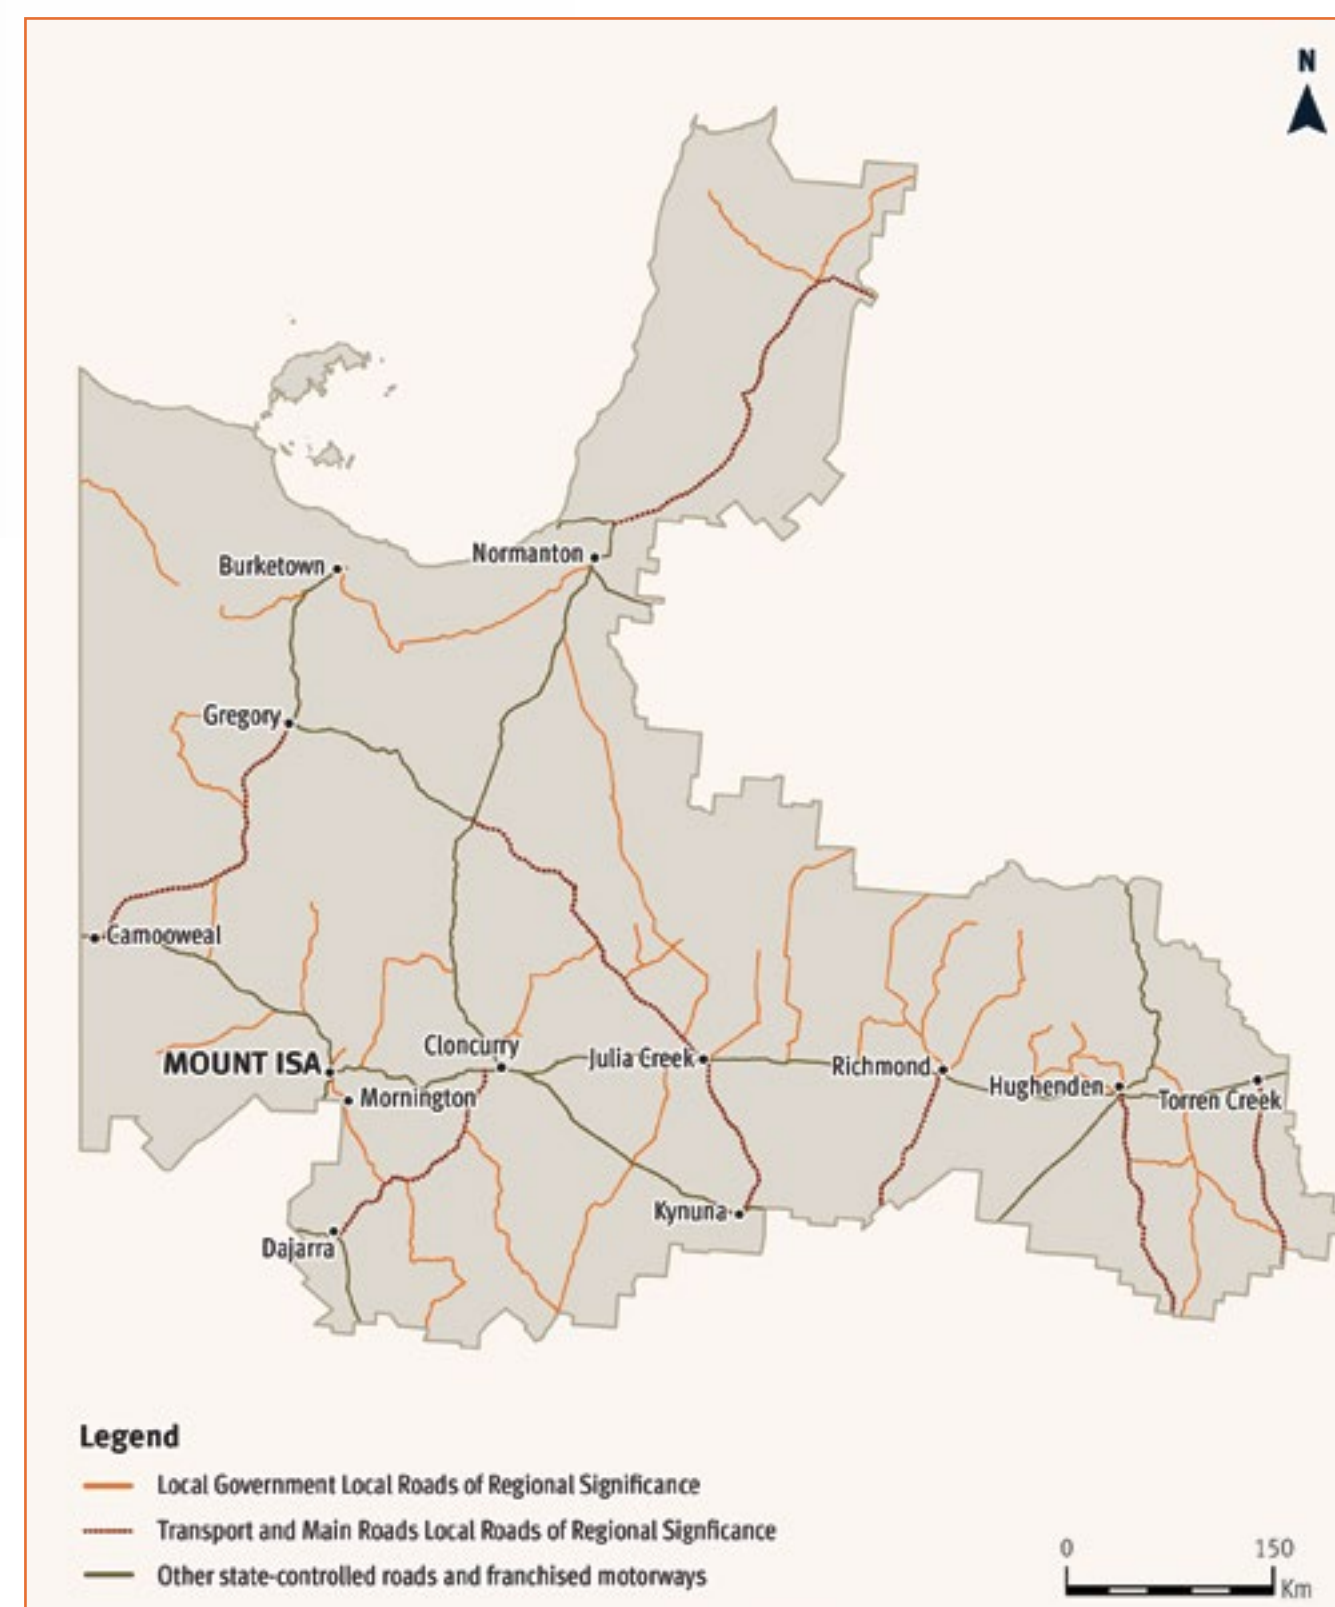 N
Burketown
Normanton
Gregory
Camooweal
MOUNT ISA
Cloncurry
Julia Creek
Richmond
Hughenden
Torren Creek
Mornington
Kynuna
Dajarra
Legend
Local Government Local Roads of Regional Significance
Transport and Main Roads Local Roads of Regional Signficance
Other state-controlled roads and franchised motorways
0 150
Km